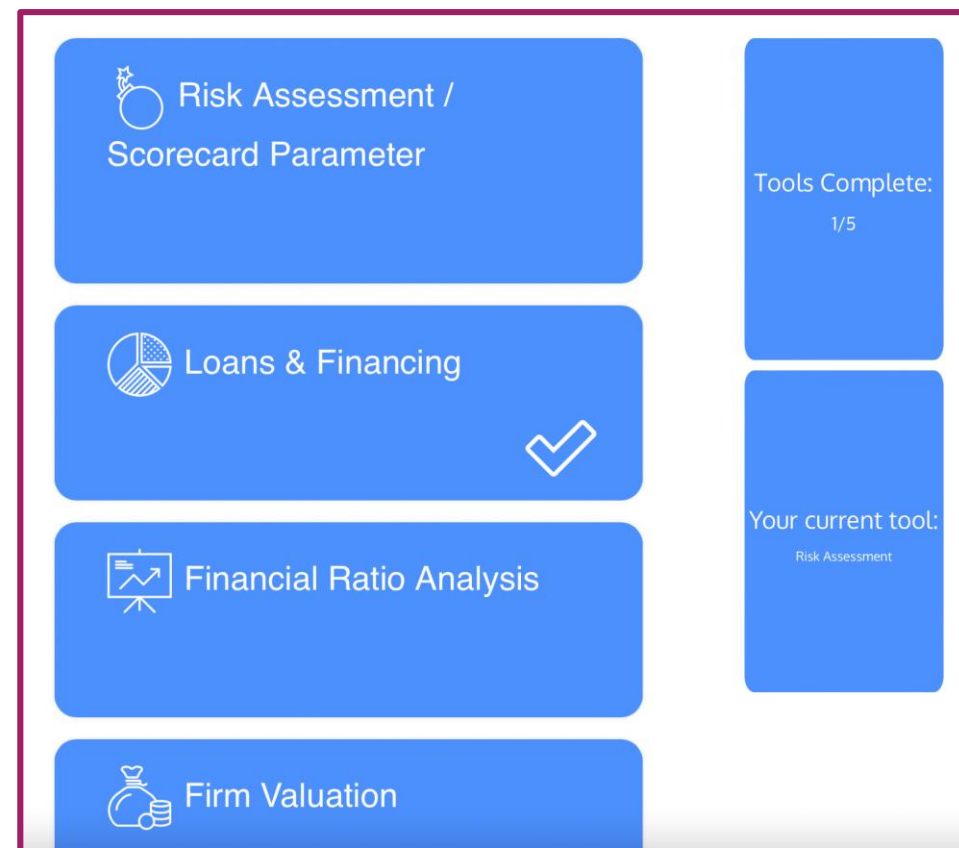 Risk Assessment /
Scorecard Parameter
Loans & Financing
Financial Ratio Analysis
Firm Valuation
Tools Complete:
1/5
Your current tool:
Risk Assessment